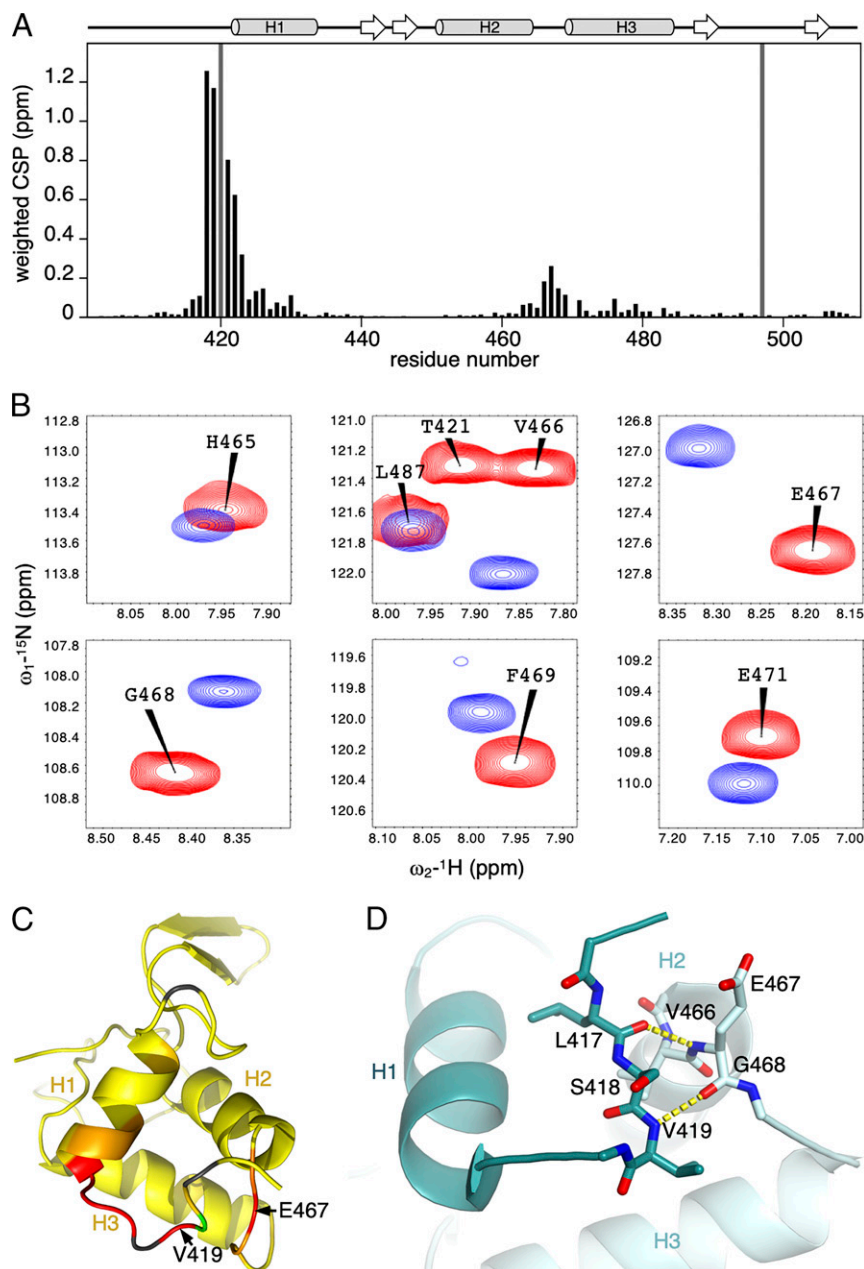 A
H1 H2 H3
weighted CSP (ppm)
1.2
1.0
0.8
0.6
0.4
0.2
0
420 440 460 480 500
residue number
B
ω1-15N (ppm)
112.8
113.0
113.2
113.4
113.6
113.8
H465
8.05 8.00 7.95 7.90
121.0
121.2
121.4
121.6
121.8
122.0
T421 V466
L487
8.00 7.95 7.90 7.85 7.80
126.8
127.0
127.2
127.4
127.6
127.8
E467
8.35 8.30 8.25 8.20 8.15
107.8
108.0
108.2
108.4
108.6
108.8
G468
8.50 8.45 8.40 8.35
119.6
119.8
120.0
120.2
120.4
120.6
F469
8.10 8.05 8.00 7.95 7.90
109.2
109.4
109.6
109.8
110.0
E471
7.20 7.15 7.10 7.05 7.00
ω2-1H (ppm)
C
H1
H2
H3
V419
E467
D
H2
E467
V466
L417
G468
H1
S418
V419
H3